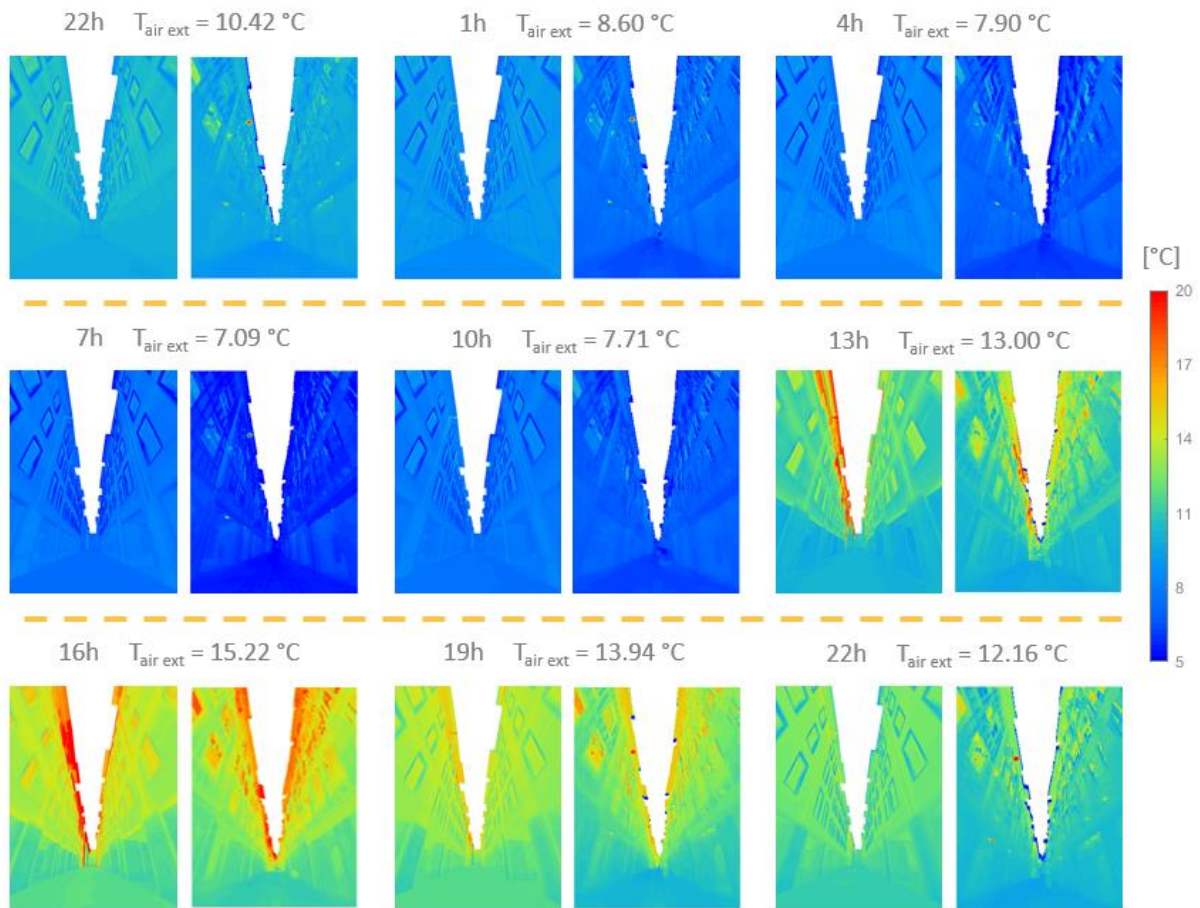 22h T_air ext = 10.42 °C
1h T_air ext = 8.60 °C
4h T_air ext = 7.90 °C
[°C]
7h T_air ext = 7.09 °C
10h T_air ext = 7.71 °C
13h T_air ext = 13.00 °C
20
17
14
11
8
5
16h T_air ext = 15.22 °C
19h T_air ext = 13.94 °C
22h T_air ext = 12.16 °C